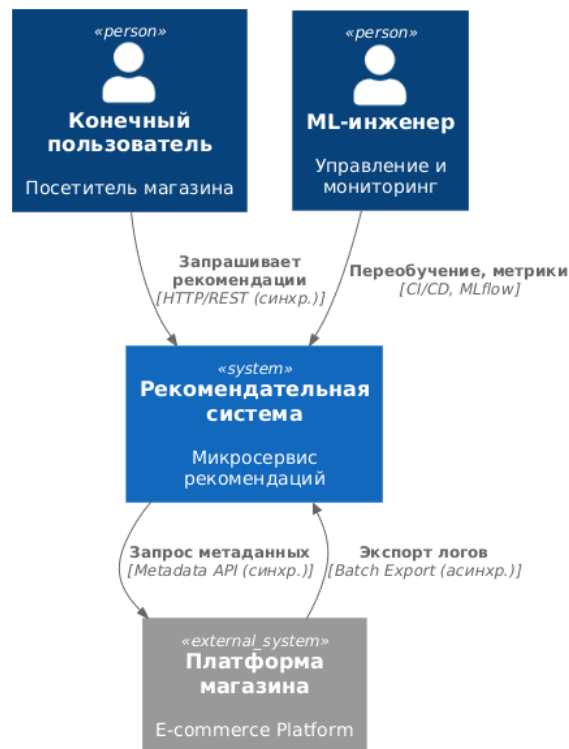 «person»
Конечный
пользователь
Посетитель магазина
«person»
ML-инженер
Управление и
мониторинг
Запрашивает
рекомендации
[HTTP/REST (синхр.)]
Переобучение, метрики
[CI/CD, MLflow]
«system»
Рекомендательная
система
Микросервис
рекомендаций
Запрос метаданных
[Metadata API (синхр.)]
Экспорт логов
[Batch Export (асинхр.)]
«external_system»
Платформа
магазина
E-commerce Platform